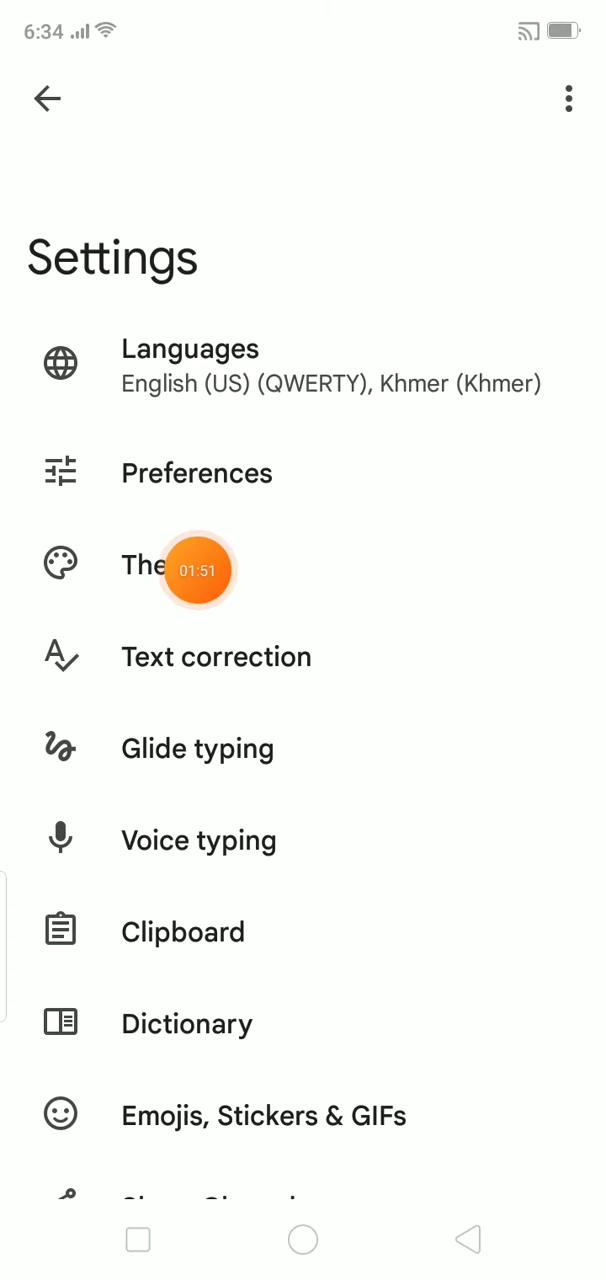 6:34
Settings
Languages
English (US) (QWERTY), Khmer (Khmer)
Preferences
01:51
Text correction
Glide typing
Voice typing
Clipboard
Dictionary
Emojis, Stickers & GIFs